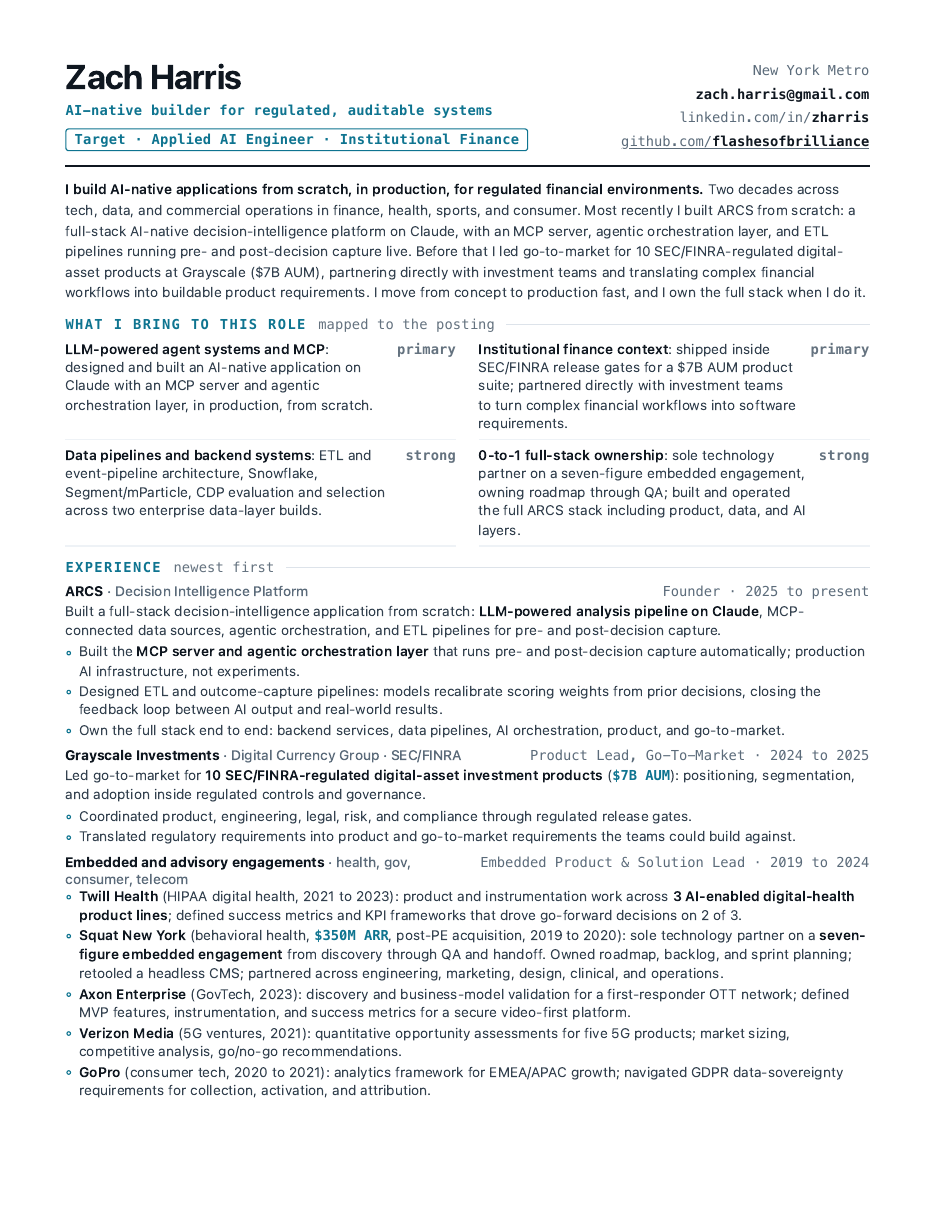 Zach Harris
AI–native builder for regulated, auditable systems
Target · Applied AI Engineer · Institutional Finance
New York Metro
zach.harris@gmail.com
linkedin.com/in/zharris
github.com/flashesofbrilliance
I build AI-native applications from scratch, in production, for regulated financial environments. Two decades across
tech, data, and commercial operations in finance, health, sports, and consumer. Most recently I built ARCS from scratch: a
full-stack AI-native decision-intelligence platform on Claude, with an MCP server, agentic orchestration layer, and ETL
pipelines running pre- and post-decision capture live. Before that I led go-to-market for 10 SEC/FINRA-regulated digital-
asset products at Grayscale ($7B AUM), partnering directly with investment teams and translating complex financial
workflows into buildable product requirements. I move from concept to production fast, and I own the full stack when I do it.
WHAT I BRING TO THIS ROLE mapped to the posting
LLM-powered agent systems and MCP: primary
designed and built an AI-native application on
Claude with an MCP server and agentic
orchestration layer, in production, from scratch.
Institutional finance context: shipped inside primary
SEC/FINRA release gates for a $7B AUM product
suite; partnered directly with investment teams
to turn complex financial workflows into software
requirements.
Data pipelines and backend systems: ETL and strong
event-pipeline architecture, Snowflake,
Segment/mParticle, CDP evaluation and selection
across two enterprise data-layer builds.
0-to-1 full-stack ownership: sole technology strong
partner on a seven-figure embedded engagement,
owning roadmap through QA; built and operated
the full ARCS stack including product, data, and AI
layers.
EXPERIENCE newest first
ARCS · Decision Intelligence Platform Founder · 2025 to present
Built a full-stack decision-intelligence application from scratch: LLM-powered analysis pipeline on Claude, MCP-
connected data sources, agentic orchestration, and ETL pipelines for pre- and post-decision capture.
Built the MCP server and agentic orchestration layer that runs pre- and post-decision capture automatically; production
AI infrastructure, not experiments.
Designed ETL and outcome-capture pipelines: models recalibrate scoring weights from prior decisions, closing the
feedback loop between AI output and real-world results.
Own the full stack end to end: backend services, data pipelines, AI orchestration, product, and go-to-market.
Grayscale Investments · Digital Currency Group · SEC/FINRA Product Lead, Go–To–Market · 2024 to 2025
Led go-to-market for 10 SEC/FINRA-regulated digital-asset investment products ($7B AUM): positioning, segmentation,
and adoption inside regulated controls and governance.
Coordinated product, engineering, legal, risk, and compliance through regulated release gates.
Translated regulatory requirements into product and go-to-market requirements the teams could build against.
Embedded and advisory engagements · health, gov, Embedded Product & Solution Lead · 2019 to 2024
consumer, telecom
Twill Health (HIPAA digital health, 2021 to 2023): product and instrumentation work across 3 AI-enabled digital-health
product lines; defined success metrics and KPI frameworks that drove go-forward decisions on 2 of 3.
Squat New York (behavioral health, $350M ARR, post-PE acquisition, 2019 to 2020): sole technology partner on a seven-
figure embedded engagement from discovery through QA and handoff. Owned roadmap, backlog, and sprint planning;
retooled a headless CMS; partnered across engineering, marketing, design, clinical, and operations.
Axon Enterprise (GovTech, 2023): discovery and business-model validation for a first-responder OTT network; defined
MVP features, instrumentation, and success metrics for a secure video-first platform.
Verizon Media (5G ventures, 2021): quantitative opportunity assessments for five 5G products; market sizing,
competitive analysis, go/no-go recommendations.
GoPro (consumer tech, 2020 to 2021): analytics framework for EMEA/APAC growth; navigated GDPR data-sovereignty
requirements for collection, activation, and attribution.